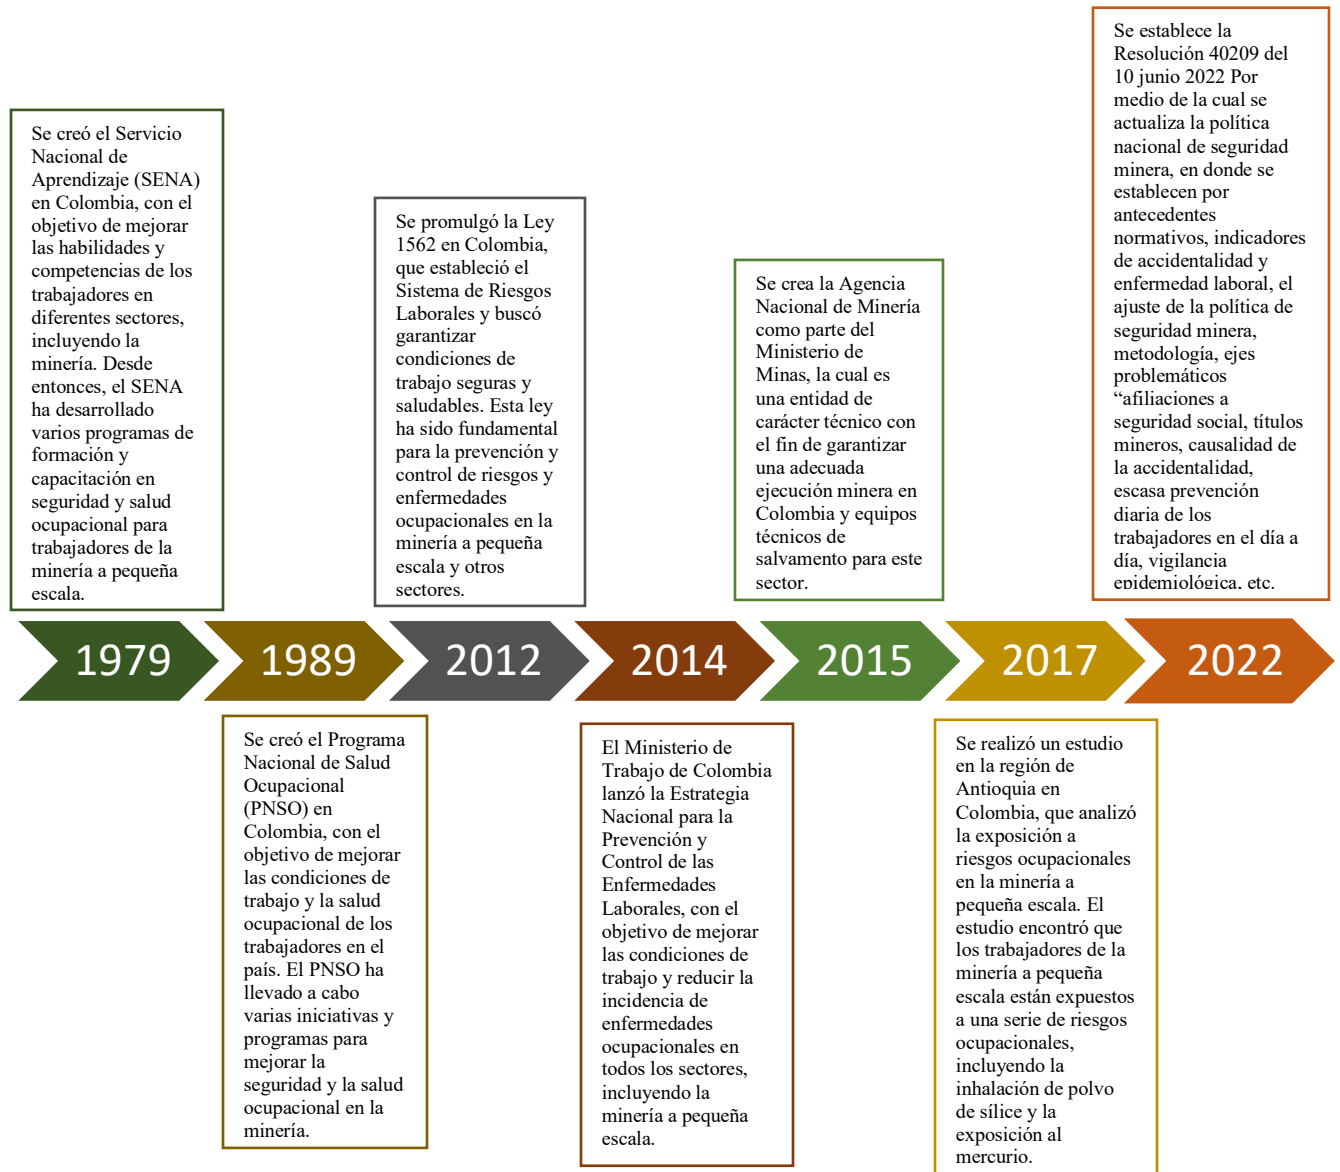 Se creó el Servicio
Nacional de
Aprendizaje (SENA)
en Colombia, con el
objetivo de mejorar
las habilidades y
competencias de los
trabajadores en
diferentes sectores,
incluyendo la
minería. Desde
entonces, el SENA
ha desarrollado
varios programas de
formación y
capacitación en
seguridad y salud
ocupacional para
trabajadores de la
minería a pequeña
escala.
Se promulgó la Ley
1562 en Colombia,
que estableció el
Sistema de Riesgos
Laborales y buscó
garantizar
condiciones de
trabajo seguras y
saludables. Esta ley
ha sido fundamental
para la prevención y
control de riesgos y
enfermedades
ocupacionales en la
minería a pequeña
escala y otros
sectores.
Se crea la Agencia
Nacional de Minería
como parte del
Ministerio de
Minas, la cual es
una entidad de
carácter técnico con
el fin de garantizar
una adecuada
ejecución minera en
Colombia y equipos
técnicos de
salvamento para este
sector.
Se establece la
Resolución 40209 del
10 junio 2022 Por
medio de la cual se
actualiza la política
nacional de seguridad
minera, en donde se
establecen por
antecedentes
normativos, indicadores
de accidentalidad y
enfermedad laboral, el
ajuste de la política de
seguridad minera,
metodología, ejes
problemáticos
“afiliaciones a
seguridad social, títulos
mineros, causalidad de
la accidentalidad,
escasa prevención
diaria de los
trabajadores en el día a
día, vigilancia
epidemiológica, etc.
1979
1989
2012
2014
2015
2017
2022
Se creó el Programa
Nacional de Salud
Ocupacional
(PNSO) en
Colombia, con el
objetivo de mejorar
las condiciones de
trabajo y la salud
ocupacional de los
trabajadores en el
país. El PNSO ha
llevado a cabo
varias iniciativas y
programas para
mejorar la
seguridad y la salud
ocupacional en la
minería.
El Ministerio de
Trabajo de Colombia
lanzó la Estrategia
Nacional para la
Prevención y
Control de las
Enfermedades
Laborales, con el
objetivo de mejorar
las condiciones de
trabajo y reducir la
incidencia de
enfermedades
ocupacionales en
todos los sectores,
incluyendo la
minería a pequeña
escala.
Se realizó un estudio
en la región de
Antioquia en
Colombia, que analizó
la exposición a
riesgos ocupacionales
en la minería a
pequeña escala. El
estudio encontró que
los trabajadores de la
minería a pequeña
escala están expuestos
a una serie de riesgos
ocupacionales,
incluyendo la
inhalación de polvo
de sílice y la
exposición al
mercurio.